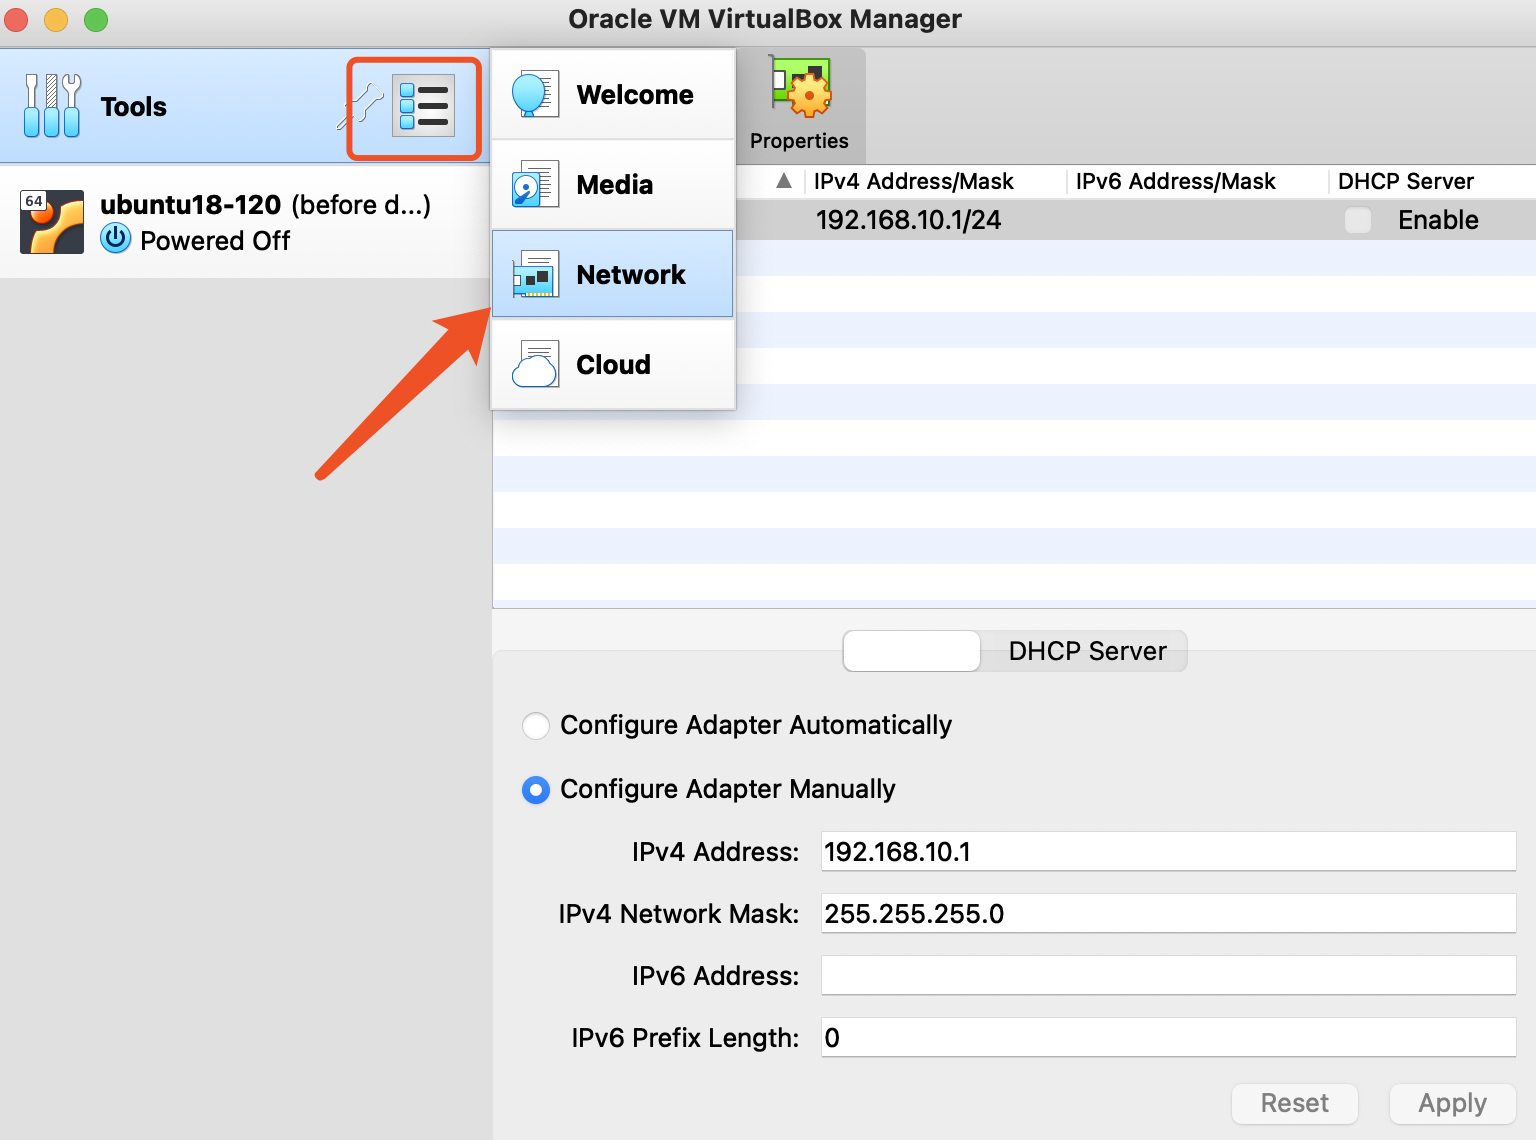 Oracle VM VirtualBox Manager
Tools
Welcome
Properties
Media
IPv4 Address/Mask IPv6 Address/Mask DHCP Server
64
ubuntu18-120 (before d...)
192.168.10.1/24 Enable
Powered Off
Network
Cloud
DHCP Server
Configure Adapter Automatically
Configure Adapter Manually
IPv4 Address: 192.168.10.1
IPv4 Network Mask: 255.255.255.0
IPv6 Address:
IPv6 Prefix Length: 0
Reset Apply